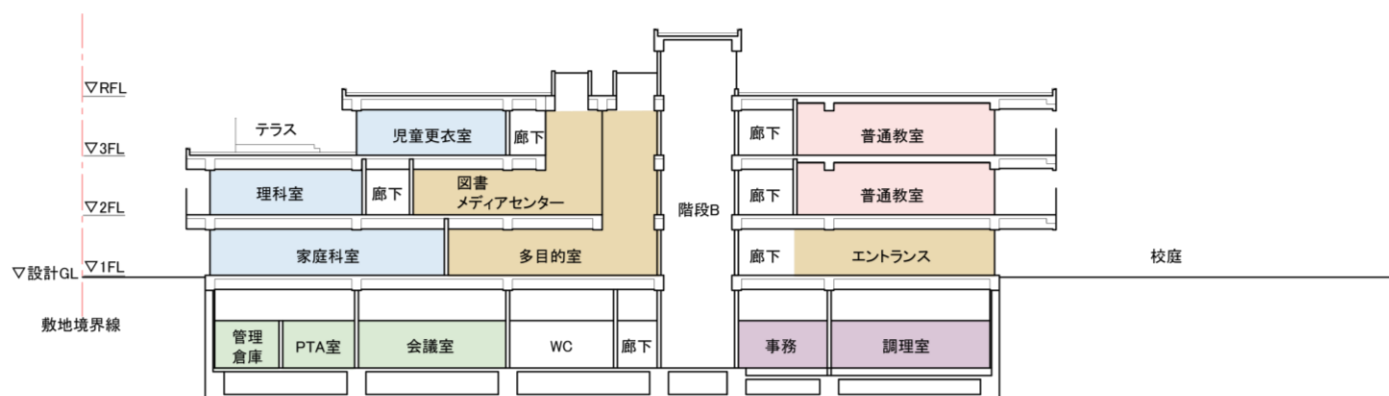 ▽RFL
テラス
児童更衣室
廊下
廊下
普通教室
▽3FL
理科室
廊下
図書
メディアセンター
廊下
普通教室
▽2FL
階段B
家庭科室
多目的室
廊下
エントランス
校庭
▽設計GL
▽1FL
敷地境界線
管理
倉庫
PTA室
会議室
WC
廊下
事務
調理室